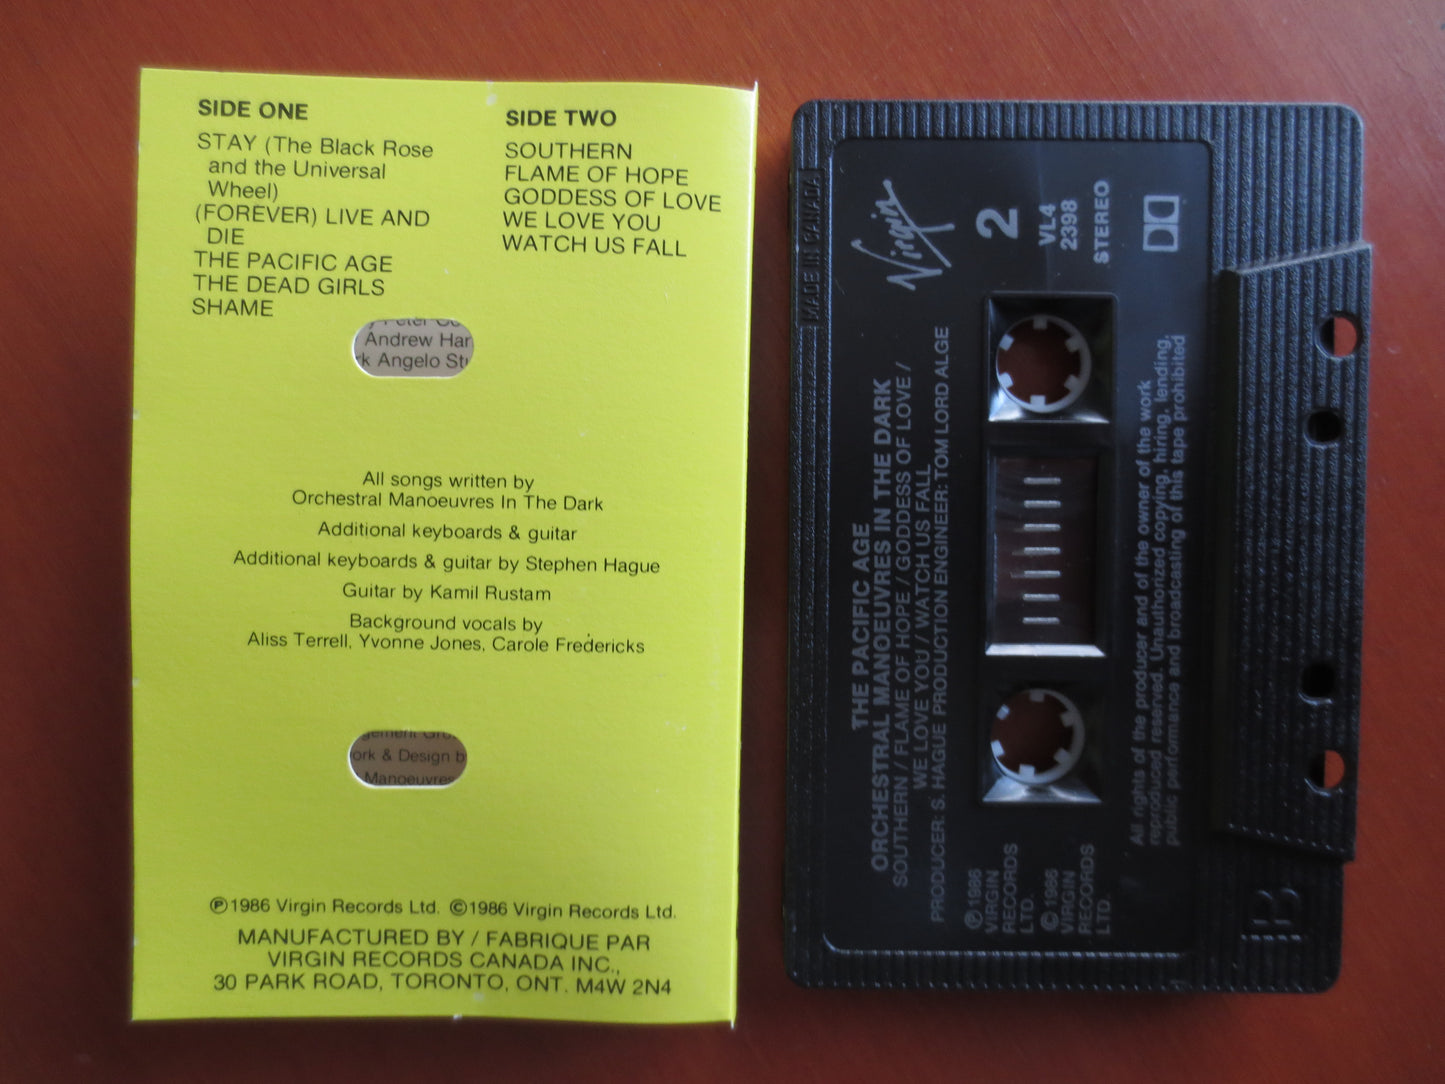 SIDE ONE
STAY (The Black Rose
and the Universal
Wheel)
(FOREVER) LIVE AND
DIE
THE PACIFIC AGE
THE DEAD GIRLS
SHAME
SIDE TWO
SOUTHERN
FLAME OF HOPE
GODDESS OF LOVE
WE LOVE YOU
WATCH US FALL
Andrew Har
rk Angelo St
All songs written by
Orchestral Manoeuvres In The Dark
Additional keyboards & guitar
Additional keyboards & guitar by Stephen Hague
Guitar by Kamil Rustam
Background vocals by
Aliss Terrell, Yvonne Jones, Carole Fredericks
ork & Design b
Manoeuvres
℗1986 Virgin Records Ltd. ©1986 Virgin Records Ltd.
MANUFACTURED BY / FABRIQUE PAR
VIRGIN RECORDS CANADA INC.,
30 PARK ROAD, TORONTO, ONT. M4W 2N4
MADE IN CANADA
Virgin
2
VL4
2398
STEREO
THE PACIFIC AGE
ORCHESTRAL MANOEUVRES IN THE DARK
SOUTHERN / FLAME OF HOPE / GODDESS OF LOVE /
WE LOVE YOU / WATCH US FALL
PRODUCER: S. HAGUE PRODUCTION ENGINEER: TOM LORD ALGE
℗ 1986
VIRGIN
RECORDS
LTD.
© 1986
VIRGIN
RECORDS
LTD.
All rights of the producer and of the owner of the work
reproduced reserved. Unauthorized copying, hiring, lending,
public performance and broadcasting of this tape prohibited
B